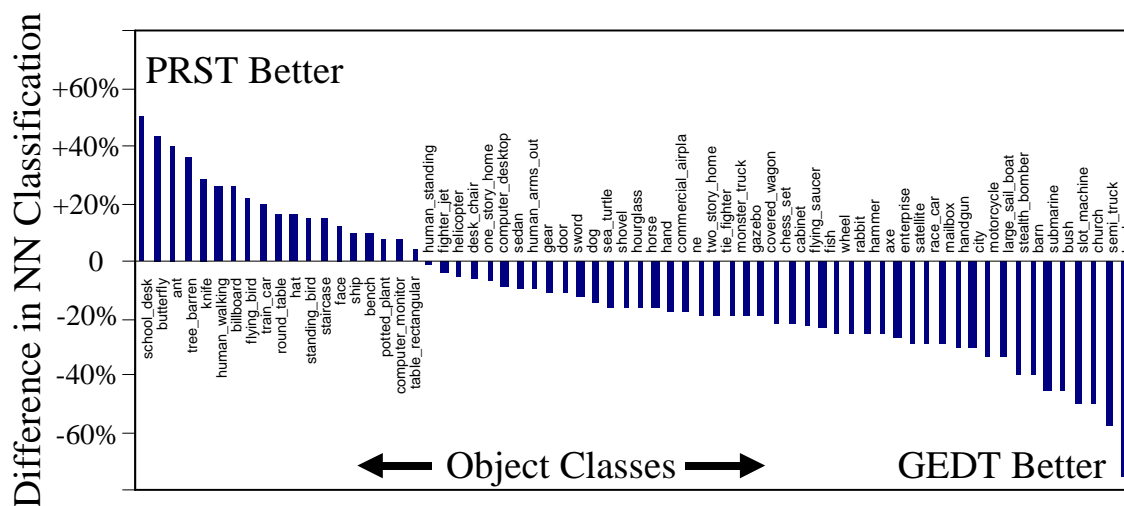 Difference in NN Classification
PRST Better
+60%
+40%
+20%
0
-20%
-40%
-60%
school_desk
butterfly
ant
tree_barren
knife
human_walking
billboard
flying_bird
train_car
round_table
hat
standing_bird
staircase
face
ship
bench
potted_plant
computer_monitor
table_rectangular
human_standing
fighter_jet
helicopter
desk_chair
one_story_home
computer_desktop
sedan
human_arms_out
gear
door
sword
dog
sea_turtle
shovel
hourglass
horse
hand
commercial_airpla
ne
two_story_home
tie_fighter
monster_truck
gazebo
covered_wagon
chess_set
cabinet
flying_saucer
fish
wheel
rabbit
hammer
axe
enterprise
satellite
race_car
mailbox
handgun
city
motorcycle
large_sail_boat
stealth_bomber
barn
submarine
bush
slot_machine
church
semi_truck
Object Classes
GEDT Better